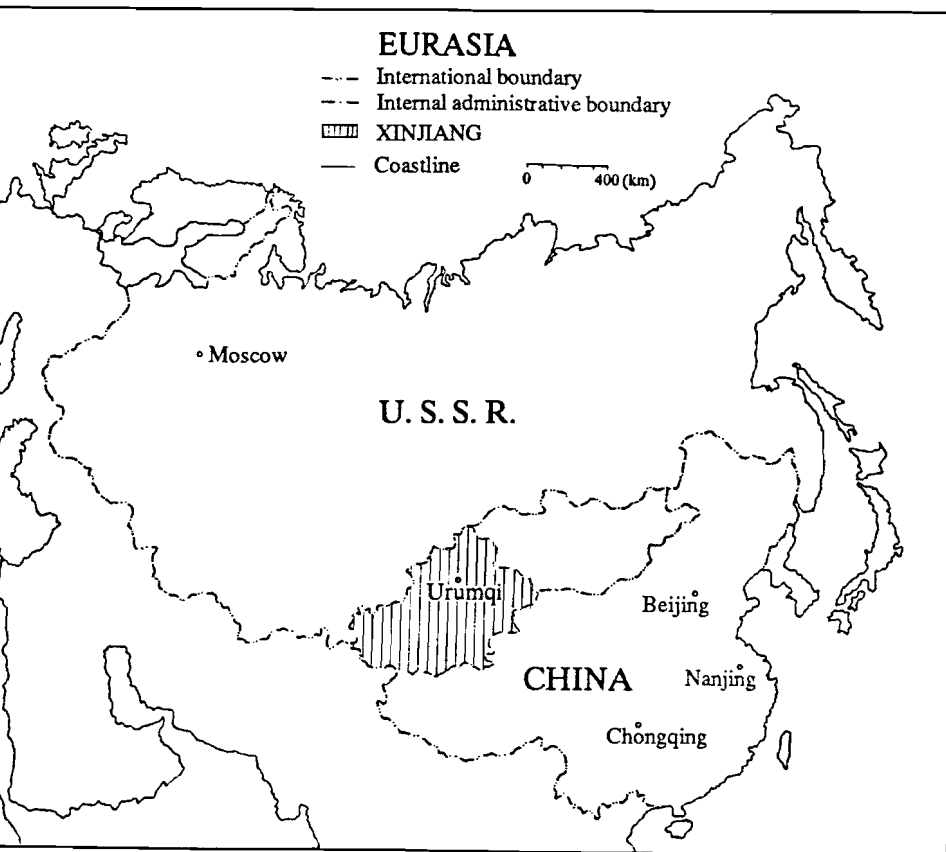 EURASIA
International boundary
Internal administrative boundary
XINJIANG
Coastline
0 400 (km)
Moscow
U. S. S. R.
Urumqi
Beijing
CHINA
Nanjing
Chongqing